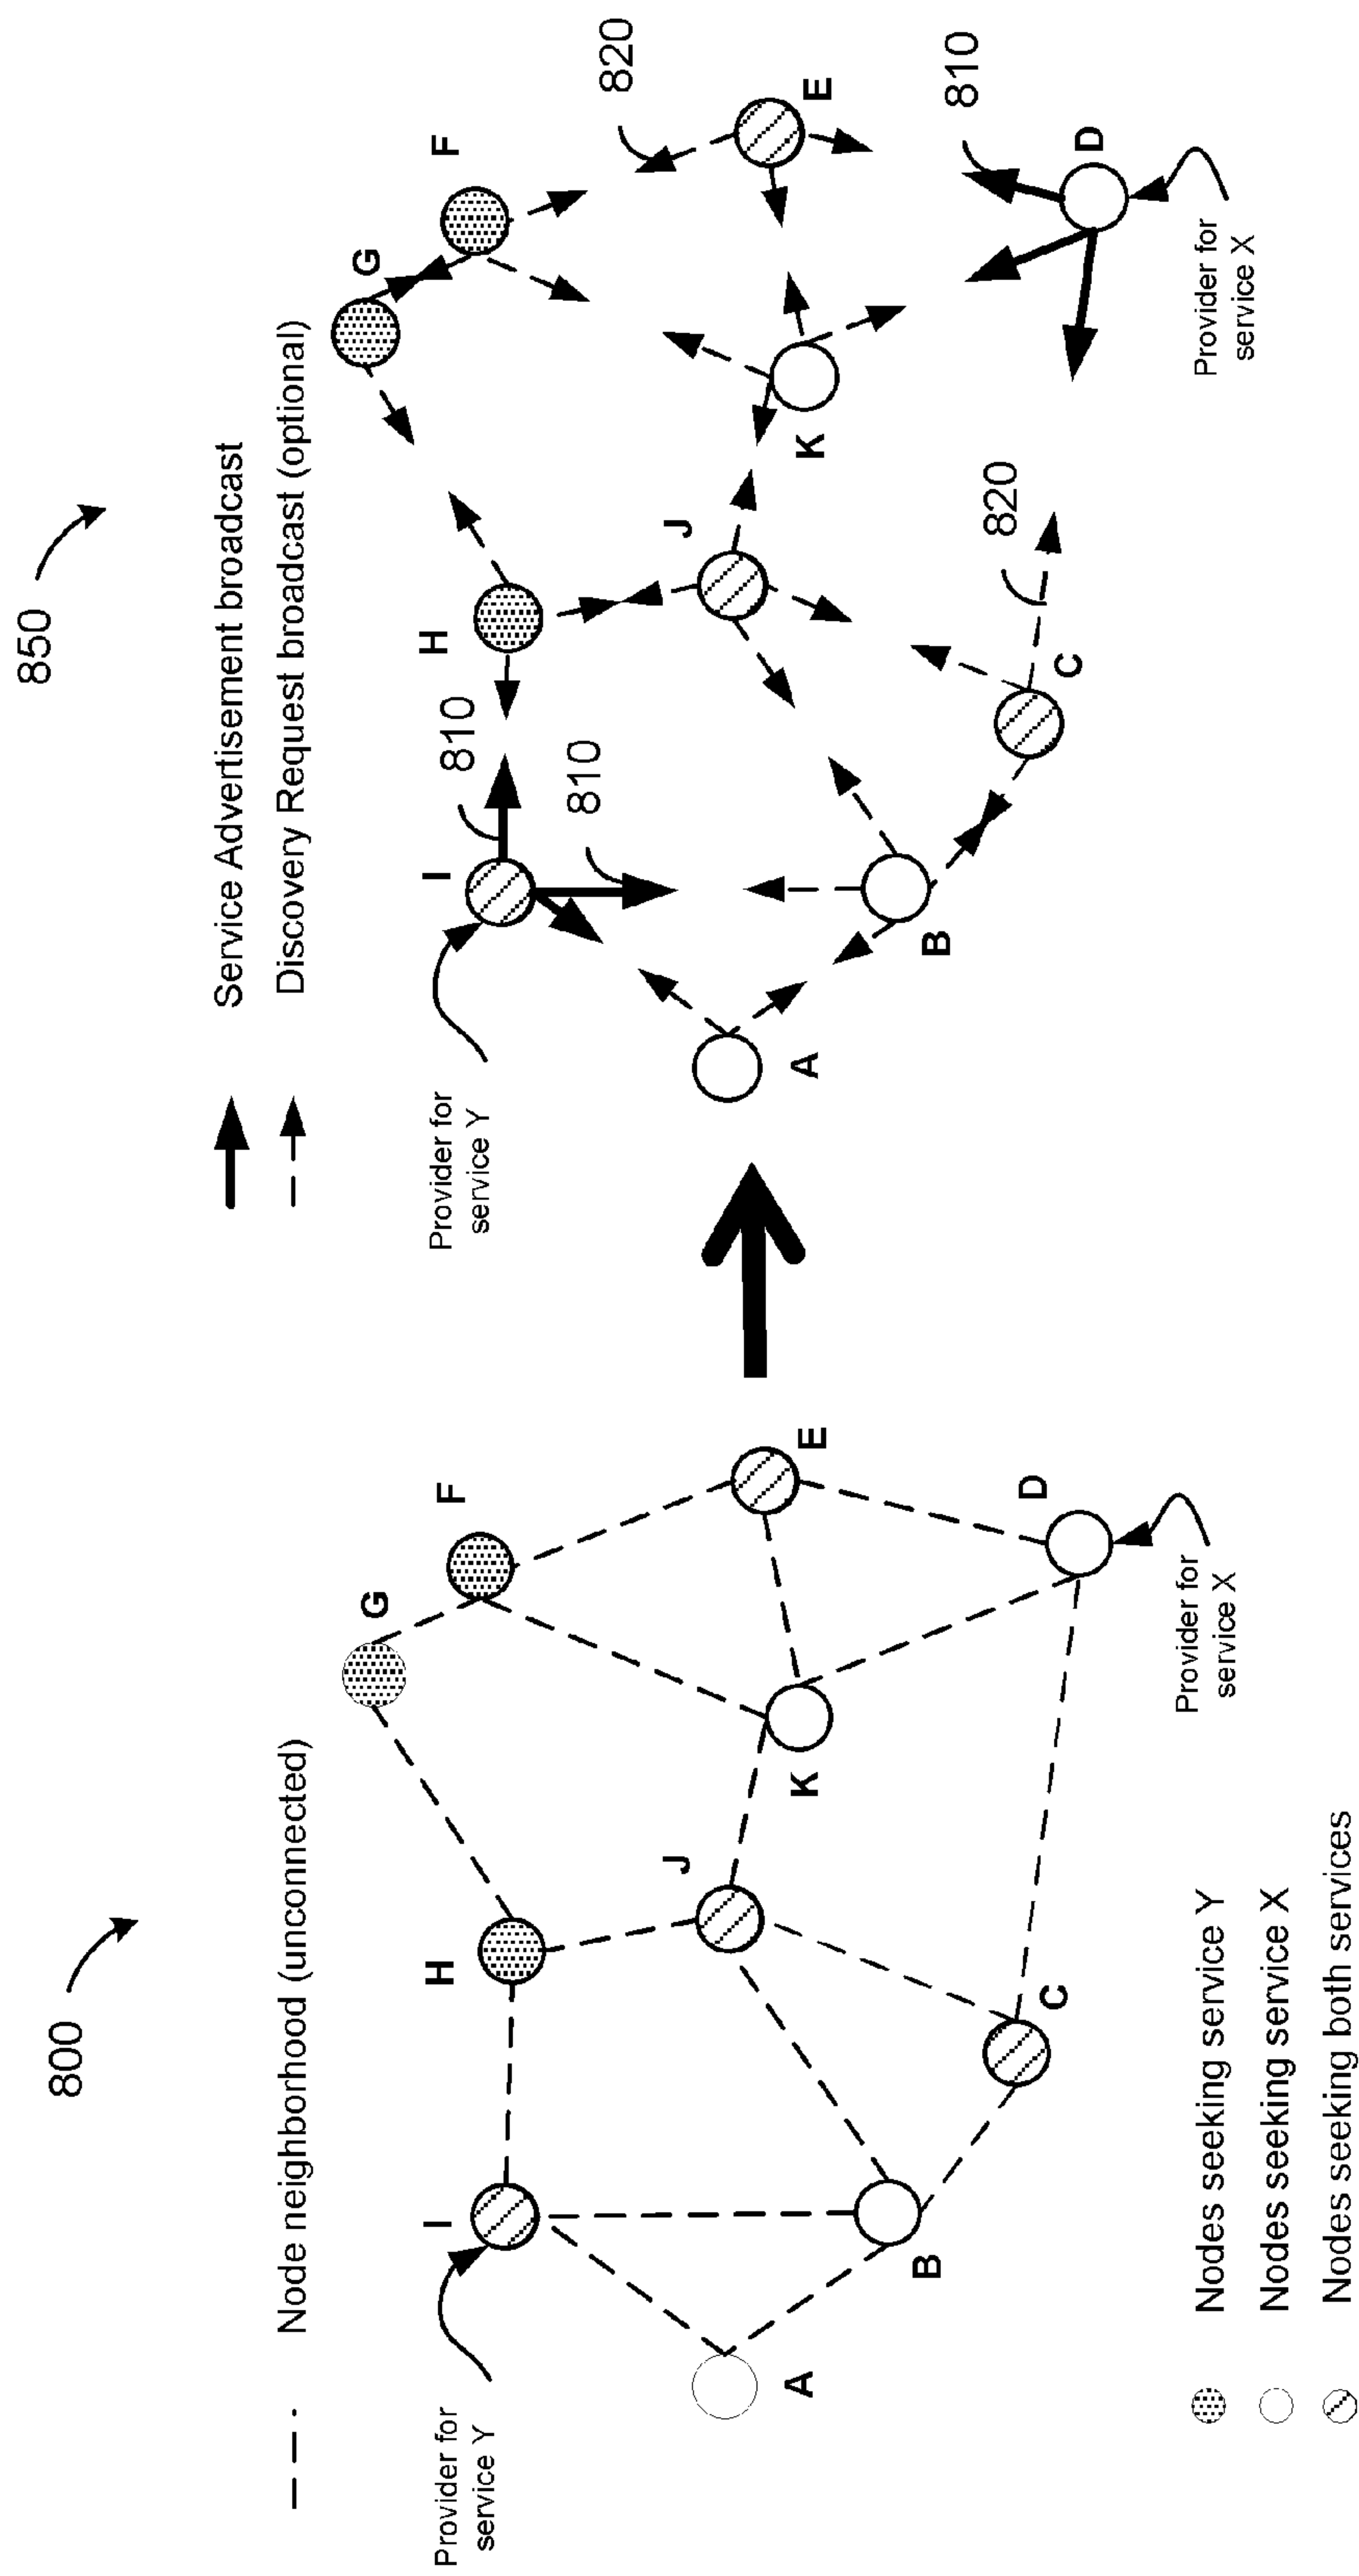 800
Node neighborhood (unconnected)
Provider for
service Y
I
H
G
F
J
E
K
A
B
C
D
Provider for
service X
Nodes seeking service Y
Nodes seeking service X
Nodes seeking both services
850
Service Advertisement broadcast
Discovery Request broadcast (optional)
Provider for
service Y
I
810
810
H
G
F
820
J
E
K
A
B
C
820
810
D
Provider for
service X